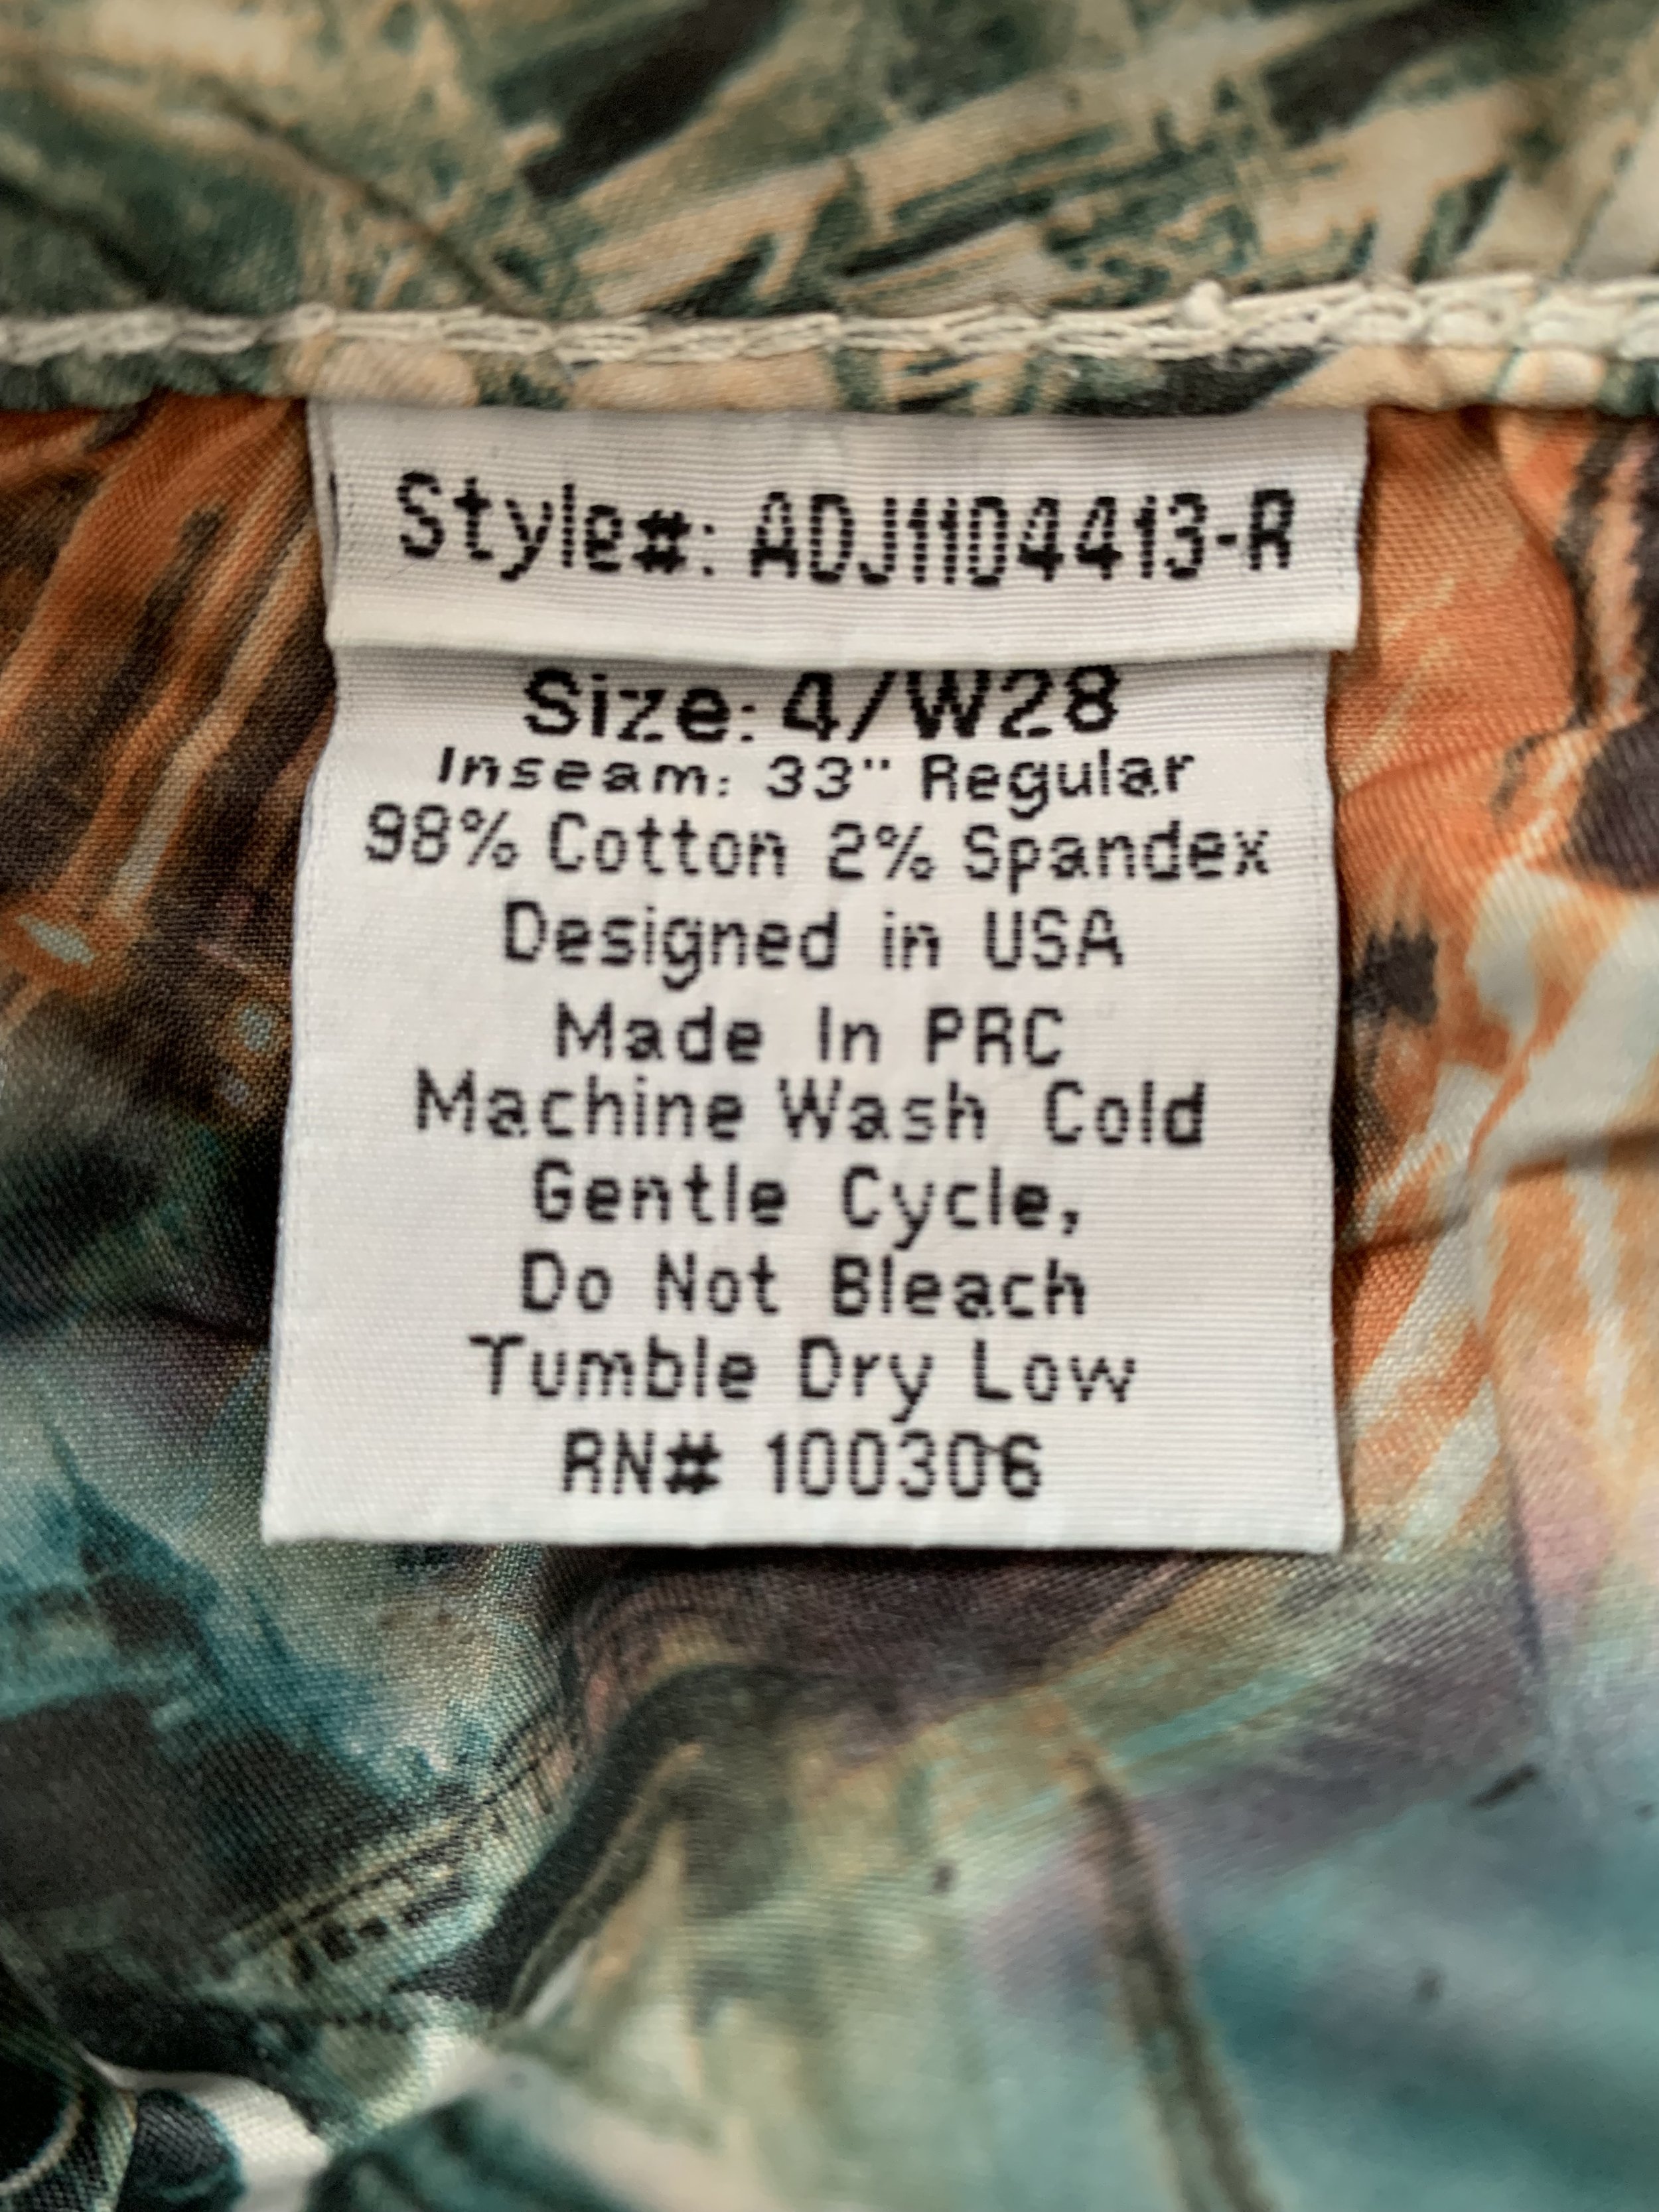 Style#: ADJ1104413-R
Size: 4/W28
Inseam: 33" Regular
98% Cotton 2% Spandex
Designed in USA
Made In PRC
Machine Wash Cold
Gentle Cycle,
Do Not Bleach
Tumble Dry Low
RN# 100306